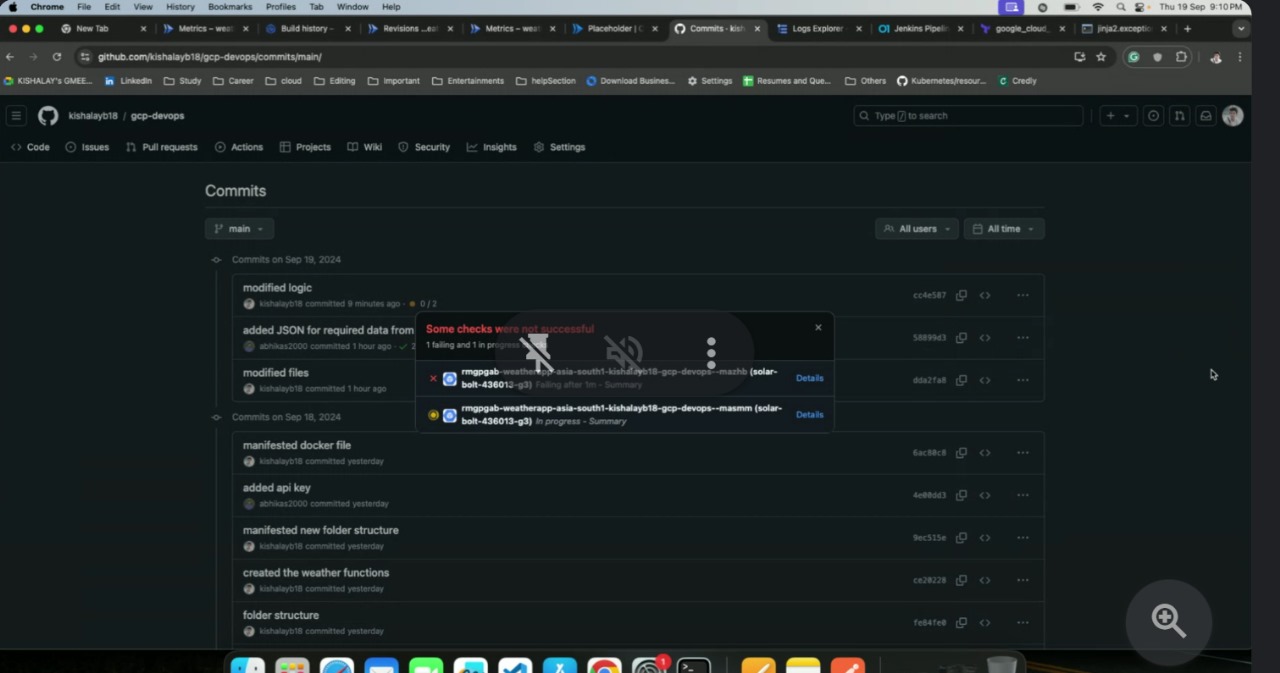 Chrome File Edit View History Bookmarks Profiles Tab Window Help Thu 19 Sep 9:10 PM
New Tab Metrics – weat Build history – Revisions ...eat Metrics – weat Placeholder | C Commits · kish Logs Explorer Jenkins Pipelin google_cloud_ jinja2.exceptic
github.com/kishalayb18/gcp-devops/commits/main/
KISHALAY's GMEE... LinkedIn Study Career cloud Editing Important Entertainments helpSection Download Busines... Settings Resumes and Que... Others Kubernetes/resour... Credly
kishalayb18 / gcp-devops Type / to search
Code Issues Pull requests Actions Projects Wiki Security Insights Settings
Commits
main All users All time
Commits on Sep 19, 2024
modified logic
kishalayb18 committed 9 minutes ago · 0 / 2 cc4e587
added JSON for required data from
abhikas2000 committed 1 hour ago · 2 58899d3
modified files
kishalayb18 committed 1 hour ago dda2fa8
Some checks were not successful
1 failing and 1 in progress checks
rmgpgab-weatherapp-asia-south1-kishalayb18-gcp-devops--mazhb (solar-
bolt-436013-g3) Failing after 1m – Summary Details
rmgpgab-weatherapp-asia-south1-kishalayb18-gcp-devops--masmm (solar-
bolt-436013-g3) In progress – Summary Details
Commits on Sep 18, 2024
manifested docker file
kishalayb18 committed yesterday 6ac80c8
added api key
abhikas2000 committed yesterday 4e00dd3
manifested new folder structure
kishalayb18 committed yesterday 9ec515e
created the weather functions
kishalayb18 committed yesterday ce20228
folder structure
kishalayb18 committed yesterday fe64fe0
1